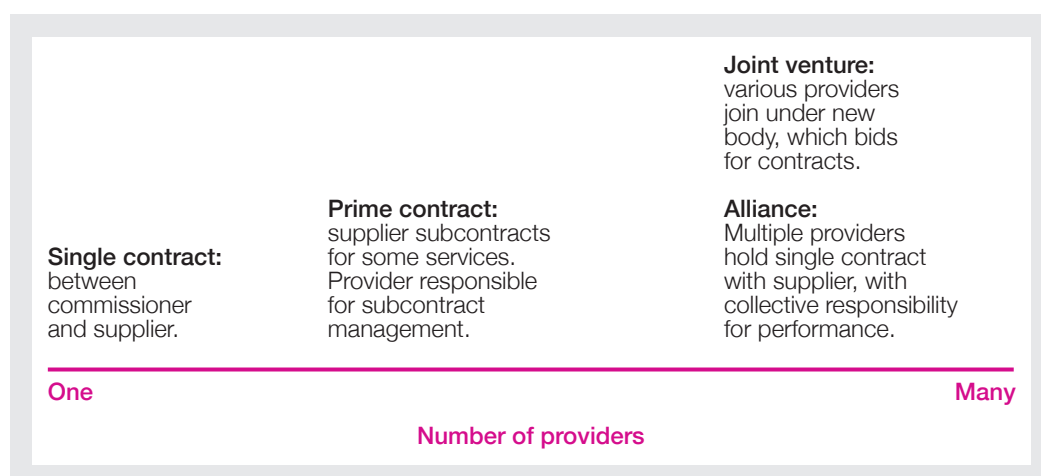 Joint venture:
various providers
join under new
body, which bids
for contracts.
Prime contract:
supplier subcontracts
for some services.
Provider responsible
for subcontract
management.
Alliance:
Multiple providers
hold single contract
with supplier, with
collective responsibility
for performance.
Single contract:
between
commissioner
and supplier.
One
Many
Number of providers